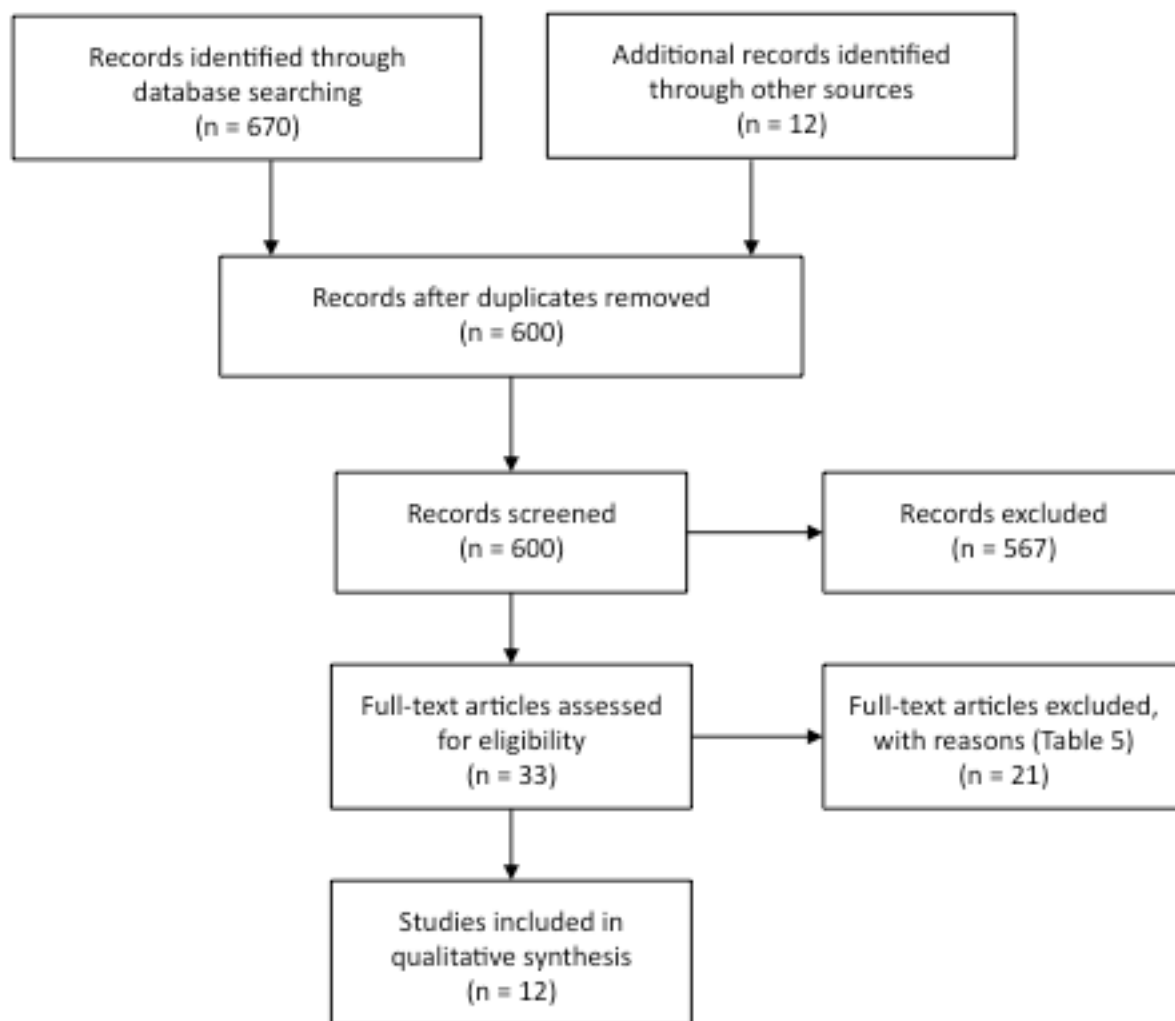 Records identified through
database searching
(n = 670)
Additional records identified
through other sources
(n = 12)
Records after duplicates removed
(n = 600)
Records screened
(n = 600)
Records excluded
(n = 567)
Full-text articles assessed
for eligibility
(n = 33)
Full-text articles excluded,
with reasons (Table 5)
(n = 21)
Studies included in
qualitative synthesis
(n = 12)